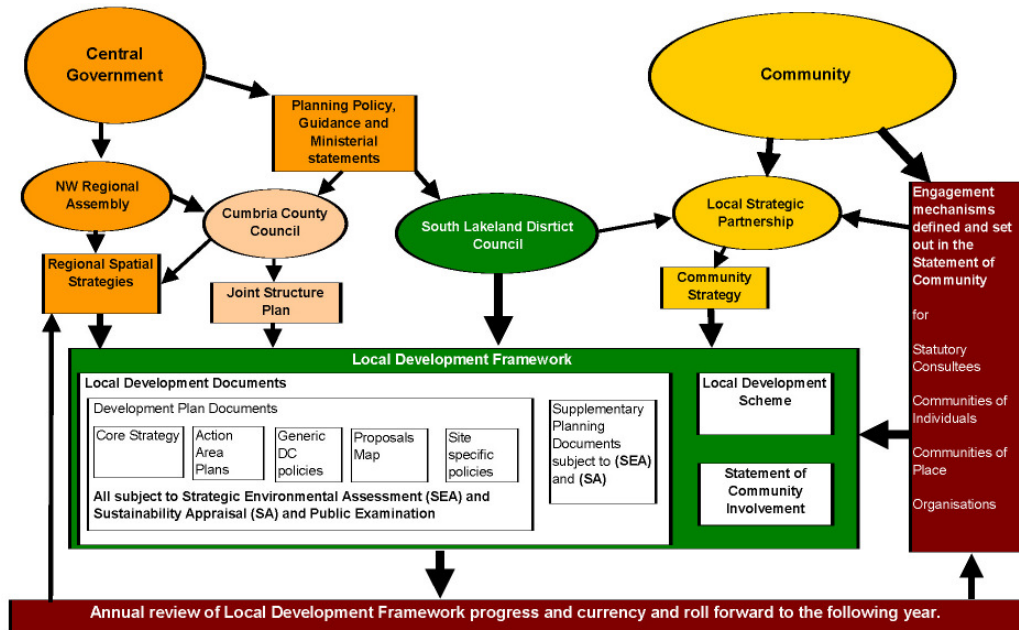 Central
Government
Community
Planning Policy,
Guidance and
Ministerial
statements
NW Regional
Assembly
Cumbria County
Council
South Lakeland Disrtict
Council
Local Strategic
Partnership
Engagement
mechanisms
defined and set
out in the
Statement of
Community
for
Statutory
Consultees
Communities of
Individuals
Communities of
Place
Organisations
Regional Spatial
Strategies
Joint Structure
Plan
Community
Strategy
Local Development Framework
Local Development Documents
Development Plan Documents
Core Strategy
Action
Area
Plans
Generic
DC
policies
Proposals
Map
Site
specific
policies
All subject to Strategic Environmental Assessment (SEA) and
Sustainability Appraisal (SA) and Public Examination
Supplementary
Planning
Documents
subject to (SEA)
and (SA)
Local Development
Scheme
Statement of
Community
Involvement
Annual review of Local Development Framework progress and currency and roll forward to the following year.